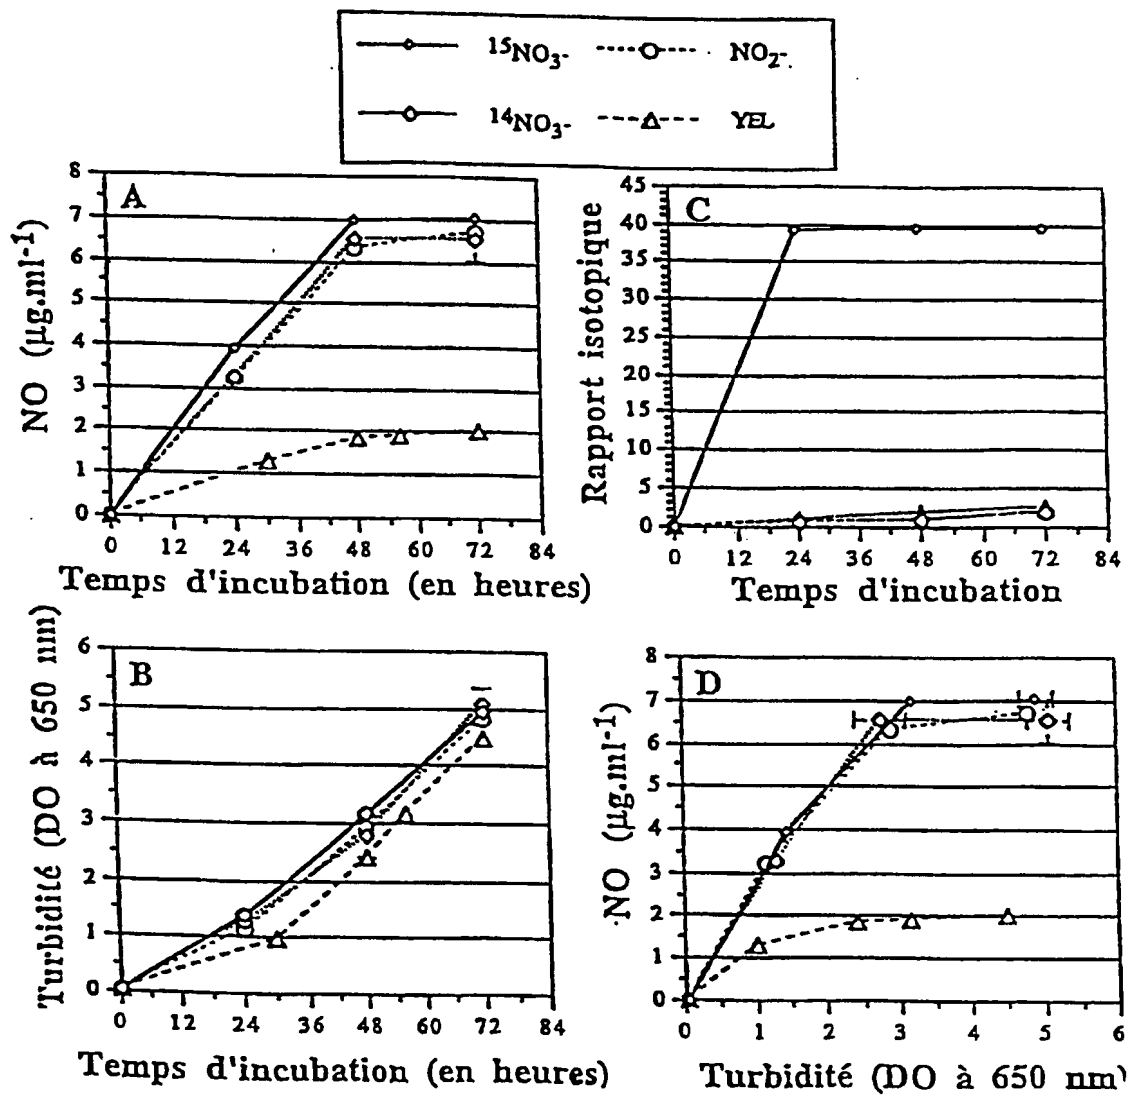 15NO3- NO2-
14NO3- YEL
A
NO (µg.ml-1)
8
7
6
5
4
3
2
1
0
0 12 24 36 48 60 72 84
Temps d'incubation (en heures)
C
Rapport isotopique
45
40
35
30
25
20
15
10
5
0
0 12 24 36 48 60 72 84
Temps d'incubation
B
Turbidité (DO à 650 nm)
6
5
4
3
2
1
0
0 12 24 36 48 60 72 84
Temps d'incubation (en heures)
D
NO (µg.ml-1)
8
7
6
5
4
3
2
1
0
0 1 2 3 4 5 6
Turbidité (DO à 650 nm)